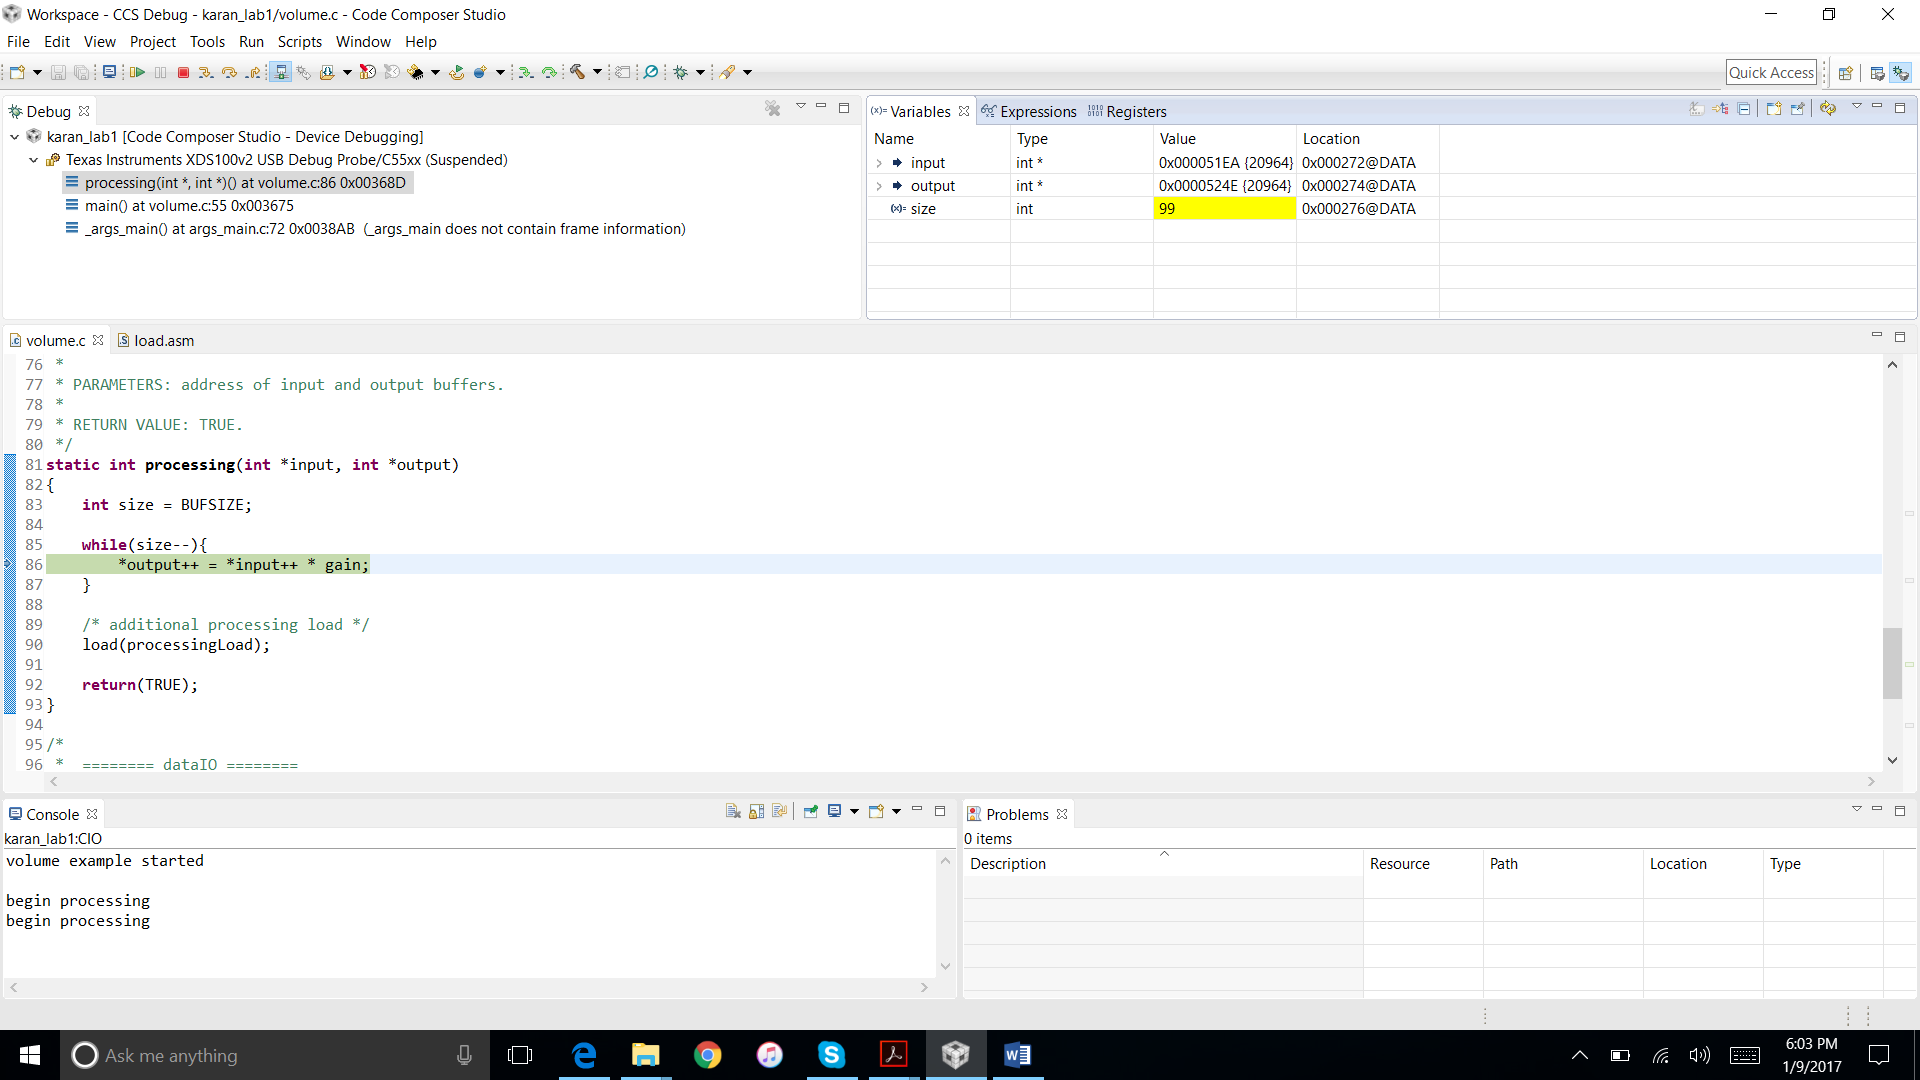 Workspace - CCS Debug - karan_lab1/volume.c - Code Composer Studio
File Edit View Project Tools Run Scripts Window Help
Quick Access
Debug
karan_lab1 [Code Composer Studio - Device Debugging]
Texas Instruments XDS100v2 USB Debug Probe/C55xx (Suspended)
processing(int *, int *)() at volume.c:86 0x00368D
main() at volume.c:55 0x003675
_args_main() at args_main.c:72 0x0038AB (_args_main does not contain frame information)
(x)= Variables Expressions 1010 0101 Registers
Name Type Value Location
input int * 0x000051EA {20964} 0x000272@DATA
output int * 0x0000524E {20964} 0x000274@DATA
(x)= size int 99 0x000276@DATA
volume.c load.asm
76 *
77 * PARAMETERS: address of input and output buffers.
78 *
79 * RETURN VALUE: TRUE.
80 */
81 static int processing(int *input, int *output)
82 {
83 int size = BUFSIZE;
84
85 while(size--){
86 *output++ = *input++ * gain;
87 }
88
89 /* additional processing load */
90 load(processingLoad);
91
92 return(TRUE);
93 }
94
95 /*
96 * ======== dataIO ========
Console
karan_lab1:CIO
volume example started
begin processing
begin processing
Problems
0 items
Description Resource Path Location Type
Ask me anything
6:03 PM
1/9/2017